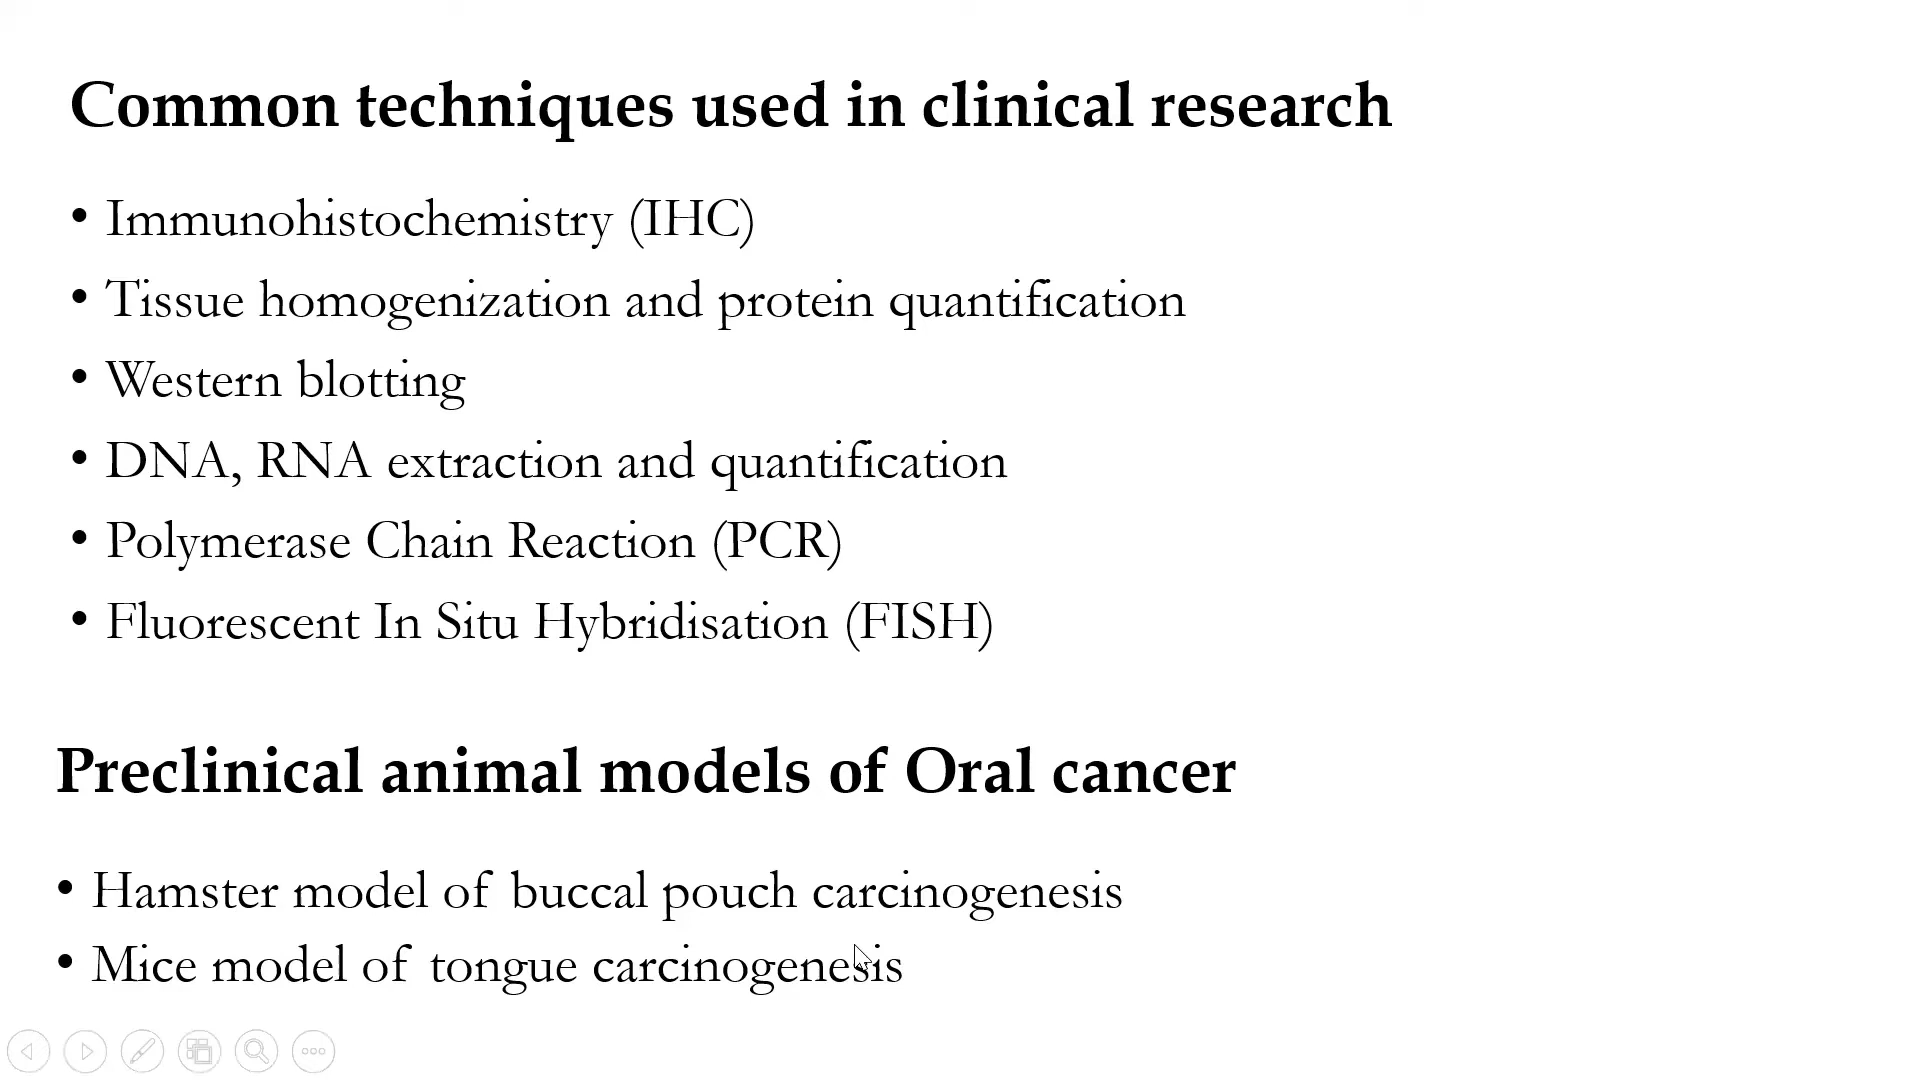 Common techniques used in clinical research
• Immunohistochemistry (IHC)
• Tissue homogenization and protein quantification
• Western blotting
• DNA, RNA extraction and quantification
• Polymerase Chain Reaction (PCR)
• Fluorescent In Situ Hybridisation (FISH)
Preclinical animal models of Oral cancer
• Hamster model of buccal pouch carcinogenesis
• Mice model of tongue carcinogenesis